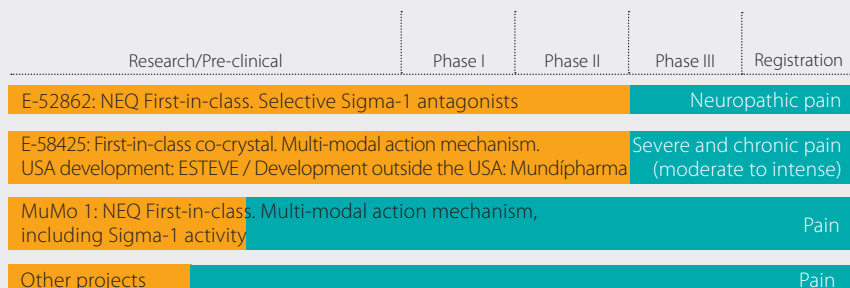 Research/Pre-clinical Phase I Phase II Phase III Registration
E-52862: NEQ First-in-class. Selective Sigma-1 antagonists Neuropathic pain
E-58425: First-in-class co-crystal. Multi-modal action mechanism. Severe and chronic pain
USA development: ESTEVE / Development outside the USA: Mundípharma (moderate to intense)
MuMo 1: NEQ First-in-class. Multi-modal action mechanism,
including Sigma-1 activity Pain
Other projects Pain